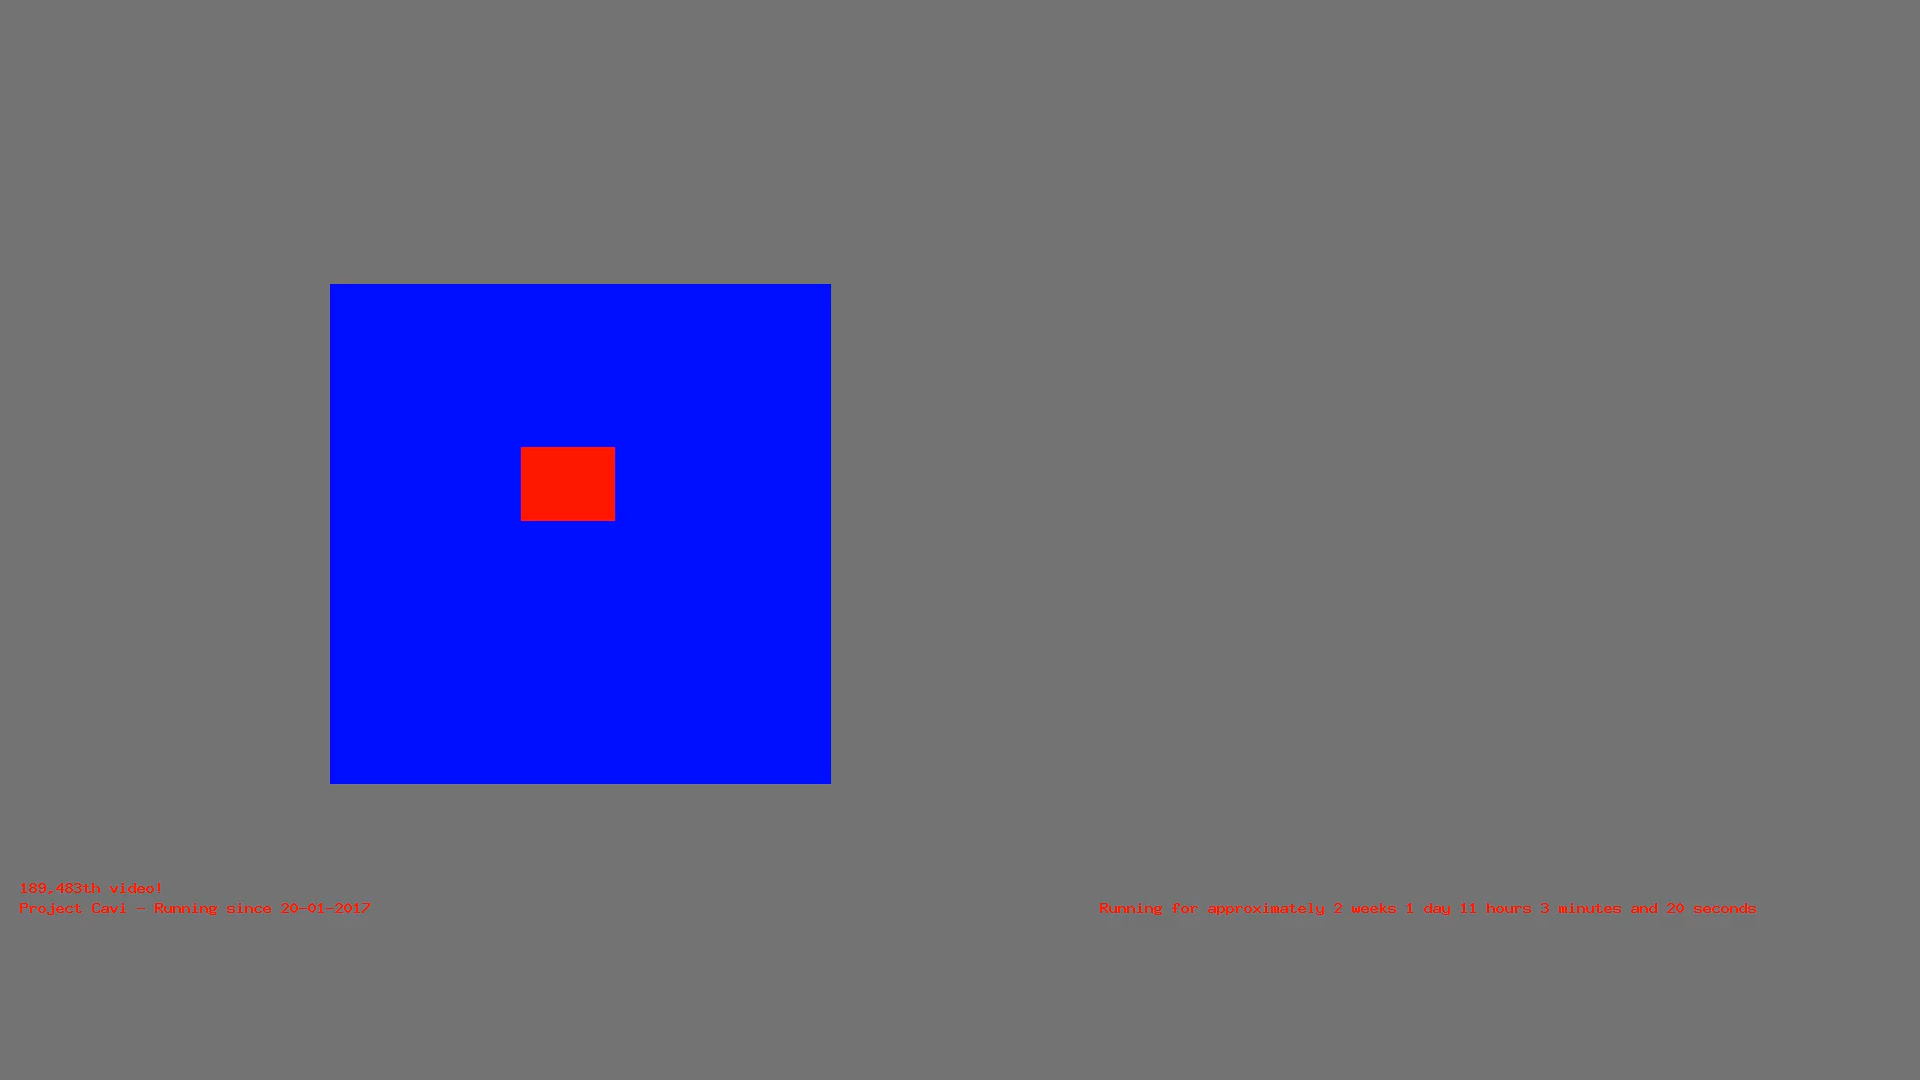 189,483th video!
Project Cavi - Running since 20-01-2017
Running for approximately 2 weeks 1 day 11 hours 3 minutes and 20 seconds